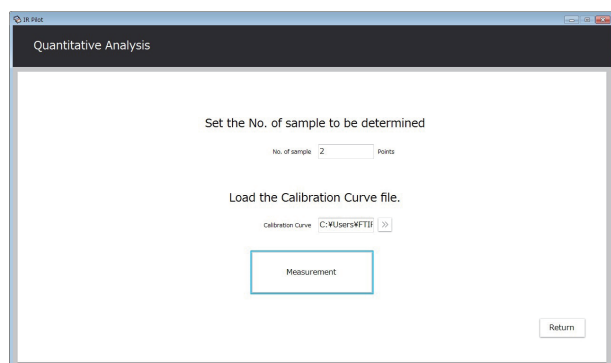 IR Pilot
Quantitative Analysis
Set the No. of sample to be determined
No. of sample 2 Points
Load the Calibration Curve file.
Calibration Curve C:¥Users¥FTIF >>
Measurement
Return